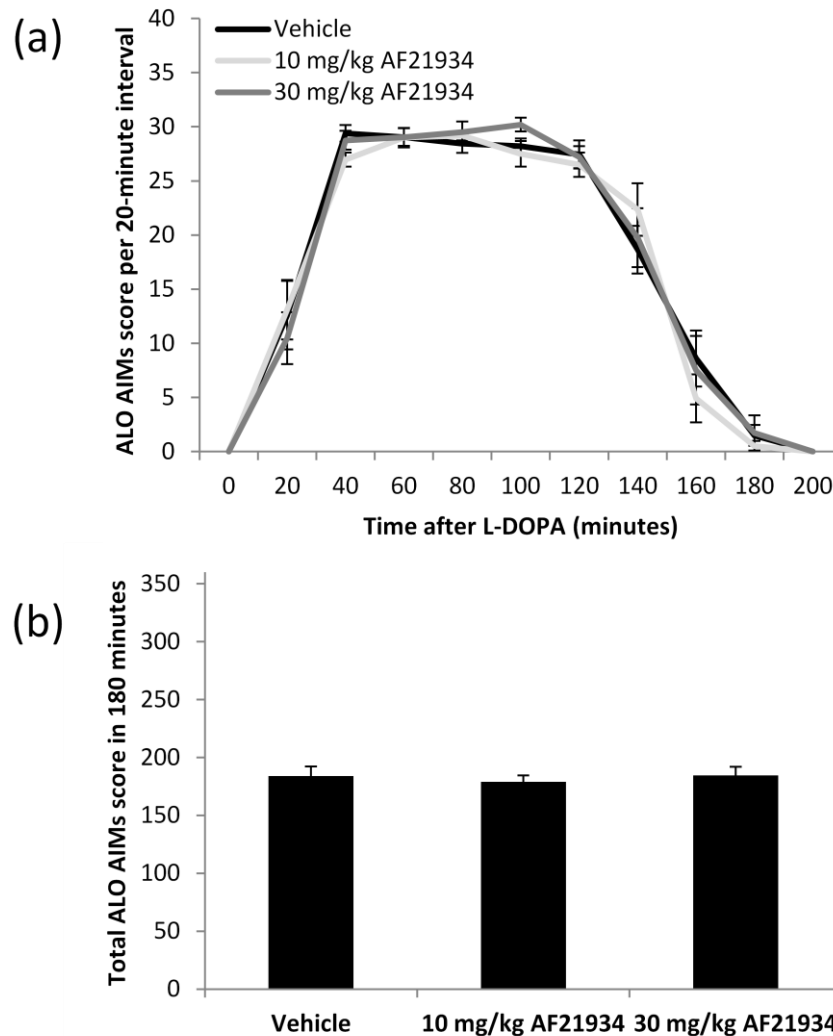 (a)
ALO AIMs score per 20-minute interval
40
35
30
25
20
15
10
5
0
Vehicle
10 mg/kg AF21934
30 mg/kg AF21934
0 20 40 60 80 100 120 140 160 180 200
Time after L-DOPA (minutes)
(b)
Total ALO AIMs score in 180 minutes
350
300
250
200
150
100
50
0
Vehicle 10 mg/kg AF21934 30 mg/kg AF21934